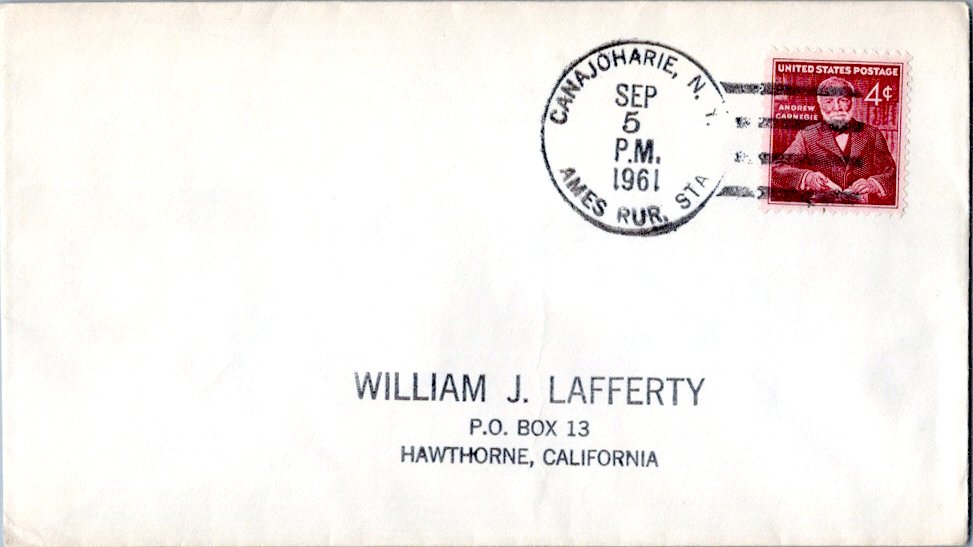 CANAJOHARIE, N. Y.
SEP
5
P.M.
1961
AMES RUR. STA
UNITED STATES POSTAGE
4¢
ANDREW
CARNEGIE
WILLIAM J. LAFFERTY
P.O. BOX 13
HAWTHORNE, CALIFORNIA